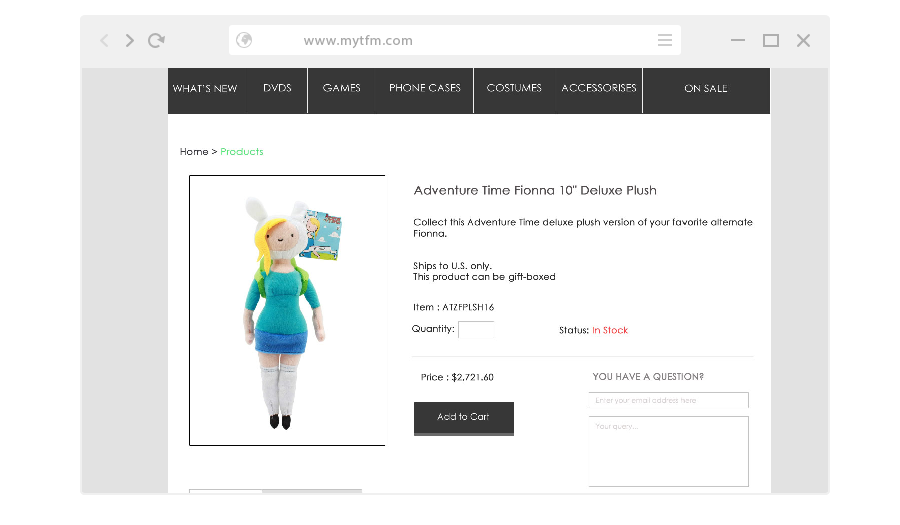 www.mytfm.com
WHAT'S NEW
DVDS
GAMES
PHONE CASES
COSTUMES
ACCESSORISES
ON SALE
Home > Products
Adventure Time Fionna 10" Deluxe Plush
Collect this Adventure Time deluxe plush version of your favorite alternate
Fionna.
Ships to U.S. only.
This product can be gift-boxed
Item : ATZFPLSH16
Quantity:
Status: In Stock
Price : $2,721.60
YOU HAVE A QUESTION?
Enter your email address here
Add to Cart
Your query...